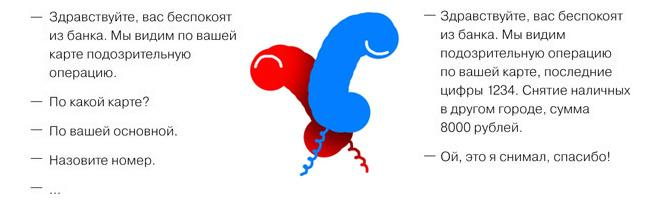 — Здравствуйте, вас беспокоят
из банка. Мы видим по вашей
карте подозрительную
операцию.
— По какой карте?
— По вашей основной.
— Назовите номер.
— ...
— Здравствуйте, вас беспокоят
из банка. Мы видим
подозрительную операцию
по вашей карте, последние
цифры 1234. Снятие наличных
в другом городе, сумма
8000 рублей.
— Ой, это я снимал, спасибо!